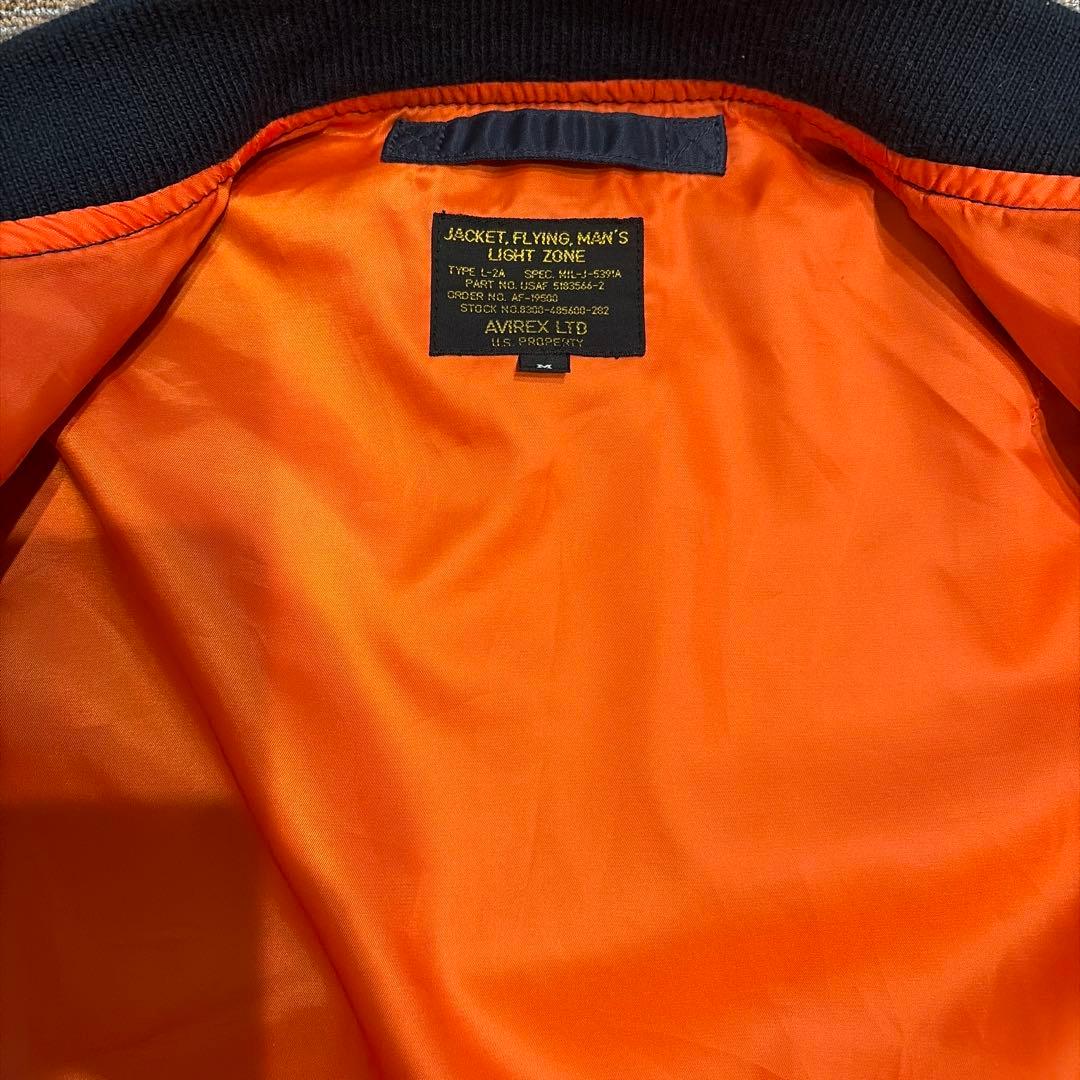 JACKET, FLYING, MAN'S
LIGHT ZONE
TYPE L-2A SPEC. MIL-J-5391A
PART NO. USAF 5183566-2
ORDER NO. AF-19500
STOCK NO.8300-485600-282
AVIREX LTD
U.S. PROPERTY
M